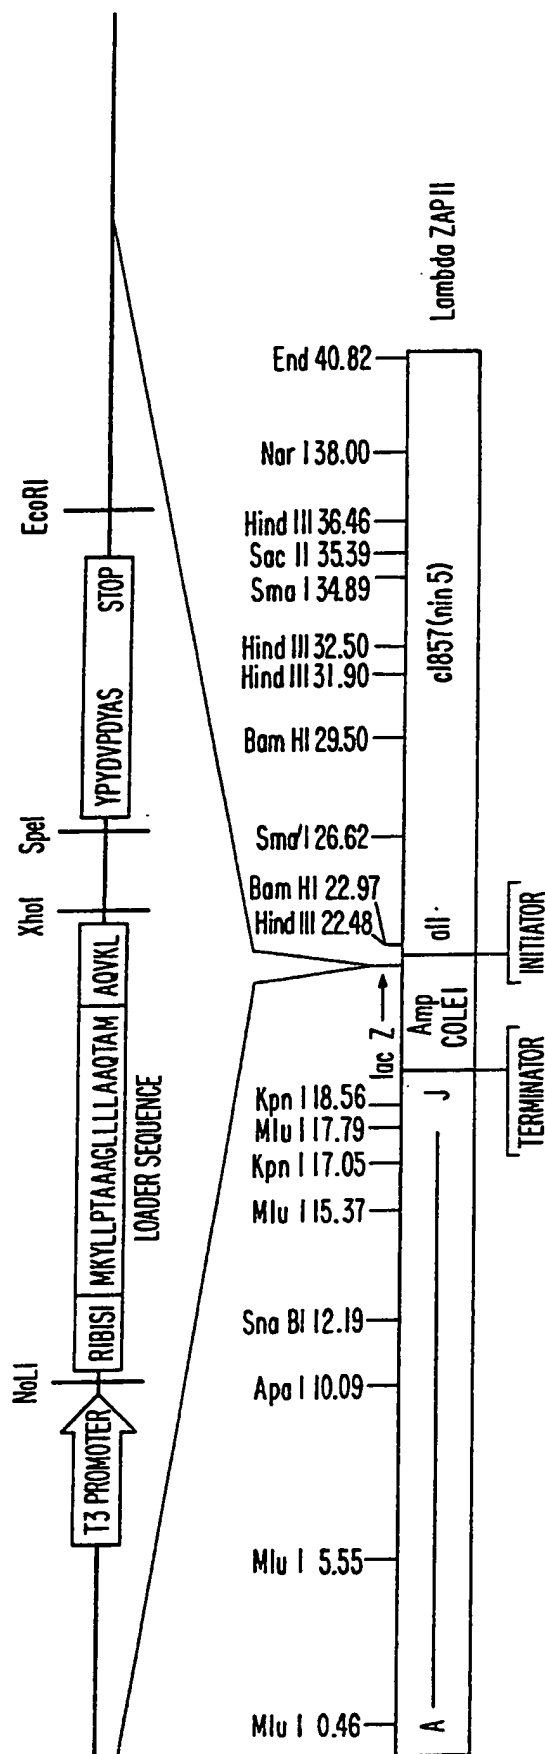 T3 PROMOTER
NoLI
RIBISI
MKYLLPTAAAGLLLLAAQTAM
AQVKL
LOADER SEQUENCE
XhoI
SpeI
YPYDVPDYAS
STOP
EcoRI
Mlu I 0.46
Mlu I 5.55
Apa I 10.09
Sna BI 12.19
Mlu I 15.37
Kpn I 17.05
Mlu I 17.79
Kpn I 18.56
lac Z
Hind III 22.48
Bam HI 22.97
Sma I 26.62
Bam HI 29.50
Hind III 31.90
Hind III 32.50
Sma I 34.89
Sac II 35.39
Hind III 36.46
Nar I 38.00
End 40.82
A
J
Amp
COLEI
all
cI857(nin 5)
Lambda ZAPII
TERMINATOR
INITIATOR